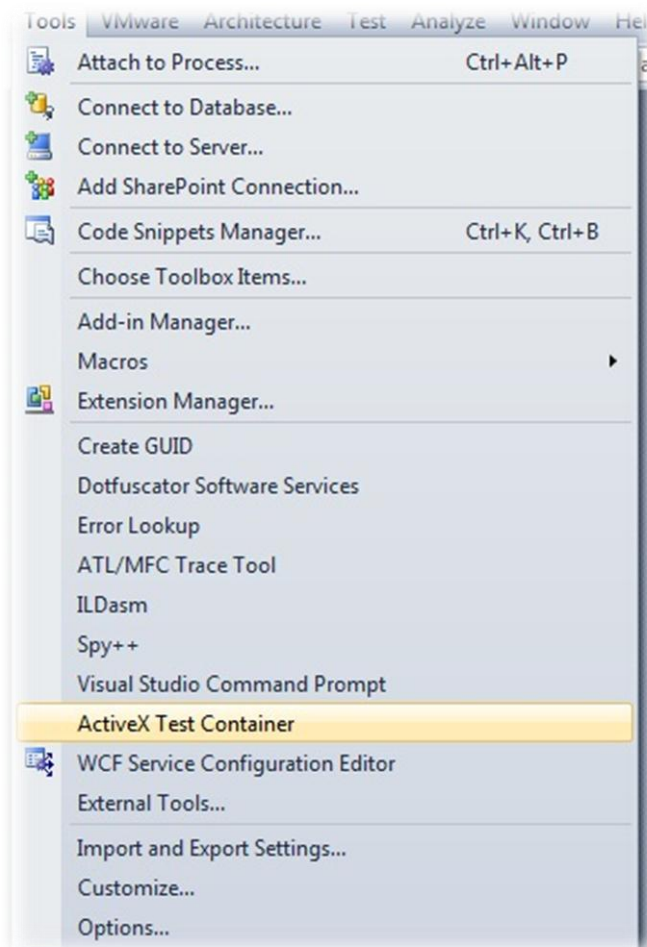 Tools VMware Architecture Test Analyze Window Hel
Attach to Process... Ctrl+Alt+P
Connect to Database...
Connect to Server...
Add SharePoint Connection...
Code Snippets Manager... Ctrl+K, Ctrl+B
Choose Toolbox Items...
Add-in Manager...
Macros
Extension Manager...
Create GUID
Dotfuscator Software Services
Error Lookup
ATL/MFC Trace Tool
ILDasm
Spy++
Visual Studio Command Prompt
ActiveX Test Container
WCF Service Configuration Editor
External Tools...
Import and Export Settings...
Customize...
Options...